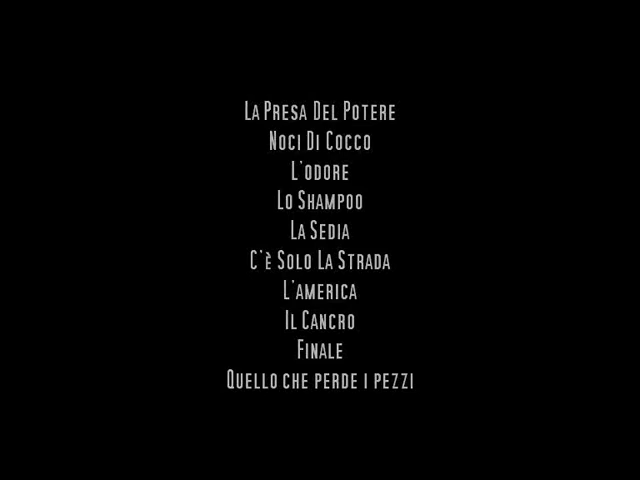 La Presa Del Potere
Noci Di Cocco
L'odore
Lo Shampoo
La Sedia
C'è Solo La Strada
L'america
Il Cancro
Finale
Quello che perde i pezzi